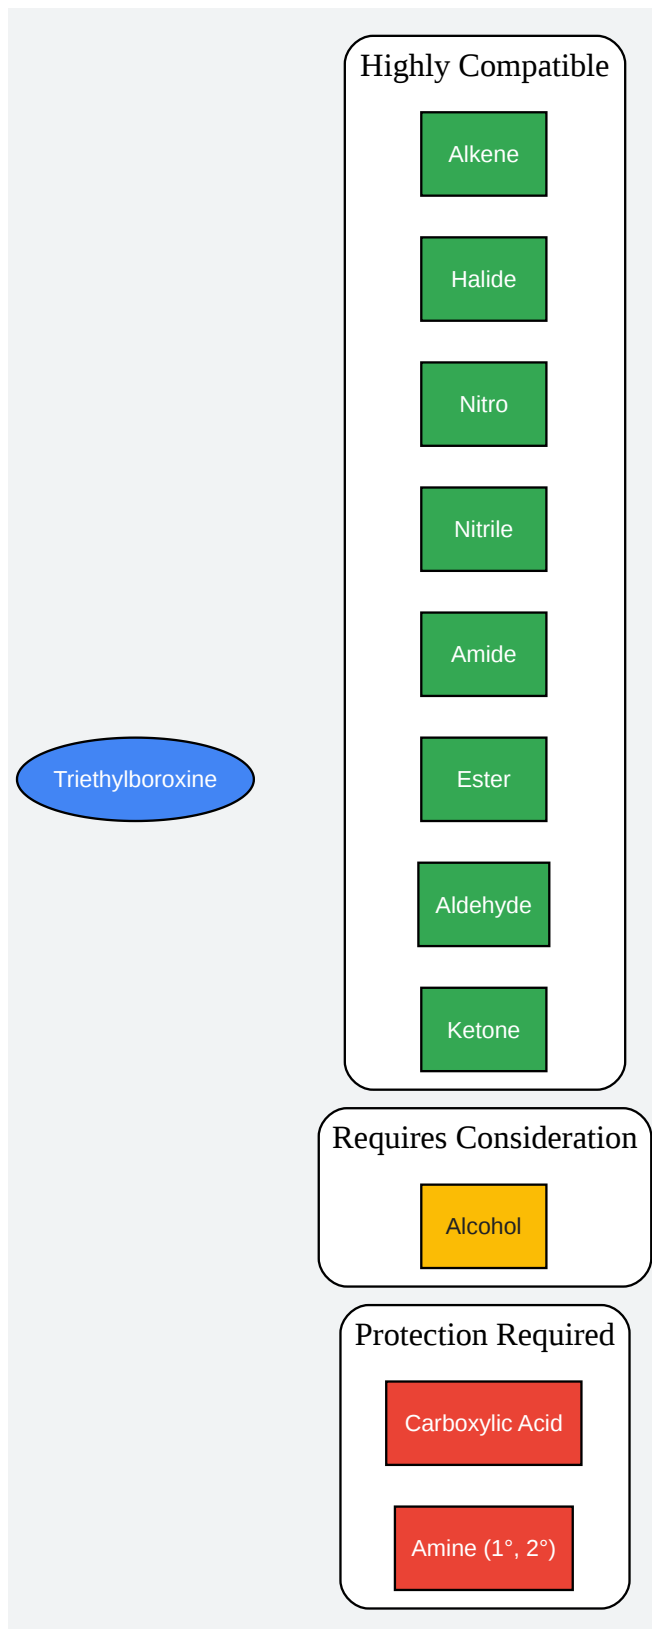 Highly Compatible
Alkene
Halide
Nitro
Nitrile
Amide
Triethylboroxine
Ester
Aldehyde
Ketone
Requires Consideration
Alcohol
Protection Required
Carboxylic Acid
Amine (1°, 2°)